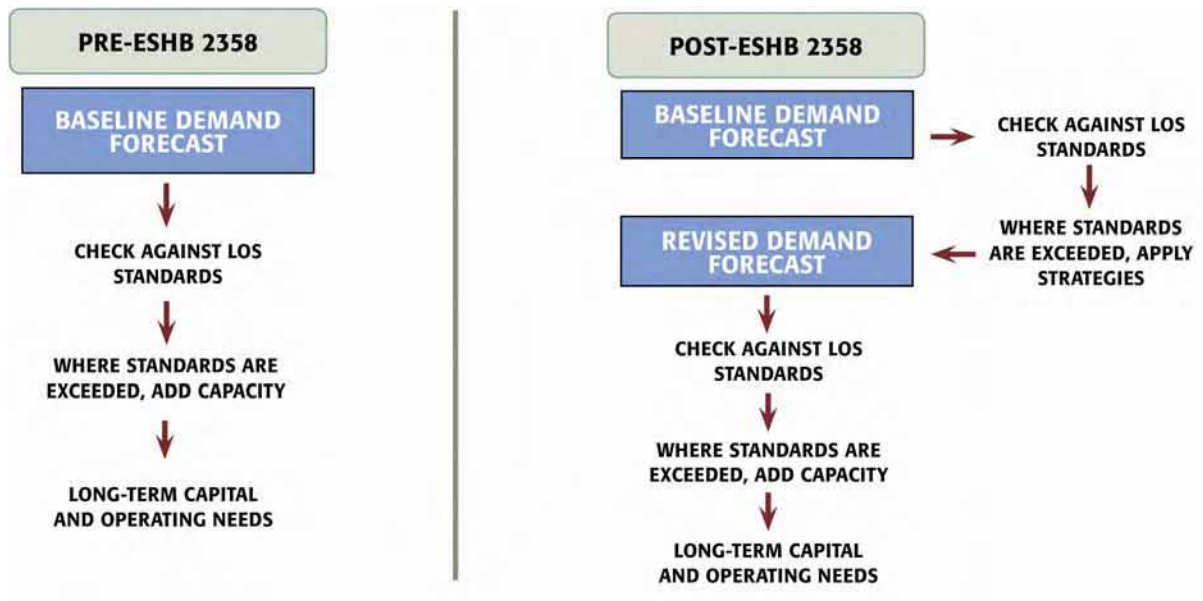 PRE-ESHB 2358
BASELINE DEMAND
FORECAST
CHECK AGAINST LOS
STANDARDS
WHERE STANDARDS ARE
EXCEEDED, ADD CAPACITY
LONG-TERM CAPITAL
AND OPERATING NEEDS
POST-ESHB 2358
BASELINE DEMAND
FORECAST
CHECK AGAINST LOS
STANDARDS
WHERE STANDARDS
ARE EXCEEDED, APPLY
STRATEGIES
REVISED DEMAND
FORECAST
CHECK AGAINST LOS
STANDARDS
WHERE STANDARDS ARE
EXCEEDED, ADD CAPACITY
LONG-TERM CAPITAL
AND OPERATING NEEDS